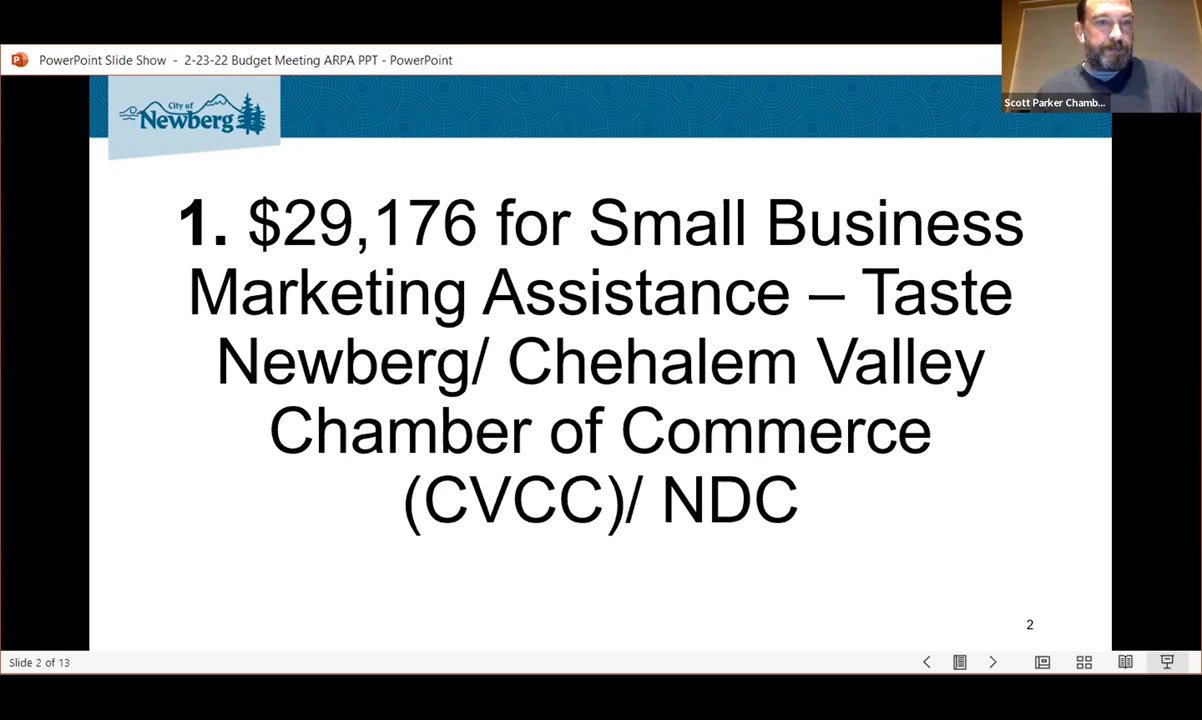 PowerPoint Slide Show - 2-23-22 Budget Meeting ARPA PPT - PowerPoint
Scott Parker Chamb...
City of
Newberg
1. $29,176 for Small Business
Marketing Assistance – Taste
Newberg/ Chehalem Valley
Chamber of Commerce
(CVCC)/ NDC
2
Slide 2 of 13